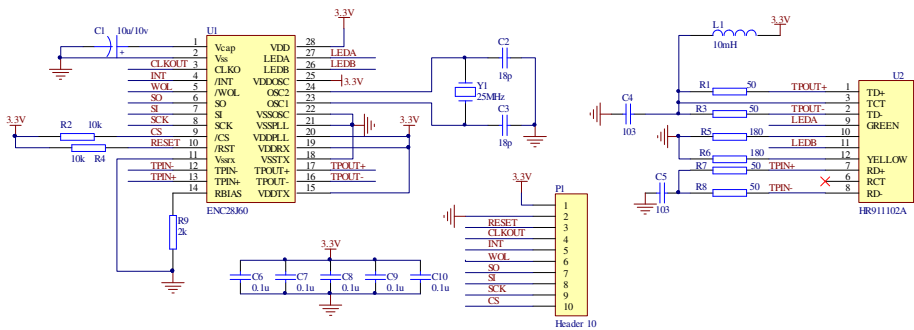 C1 10u/10v
U1
1 Vcap VDD 28 3.3V
2 Vss LEDA 27 LEDA
CLKOUT 3 CLKO LEDB 26 LEDB
INT 4 /INT VDDOSC 25 3.3V
WOL 5 /WOL OSC2 24
SO 6 SO OSC1 23
SI 7 SI VSSOSC 22
SCK 8 SCK VSSPLL 21
CS 9 /CS VDDPLL 20 3.3V
RESET 10 /RST VDDRX 19
11 Vssrx VSSTX 18
TPIN- 12 TPIN- TPOUT+ 17 TPOUT+
TPIN+ 13 TPIN+ TPOUT- 16 TPOUT-
14 RBIAS VDDTX 15
ENC28J60
3.3V
R2 10k
10k R4
R9
2k
C2
18p
Y1
25MHz
C3
18p
3.3V
C6 C7 C8 C9 C10
0.1u 0.1u 0.1u 0.1u 0.1u
3.3V
P1
1
2
RESET 3
CLKOUT 4
INT 5
WOL 6
SO 7
SI 8
SCK 9
CS 10
Header 10
L1
10mH
3.3V
U2
R1 50 TPOUT+ 1 TD+
3 TCT
C4
103
R3 50 TPOUT- 2 TD-
LEDA 9 GREEN
R5 180 10
LEDB 11
R6 180 12 YELLOW
R7 50 TPIN+ 7 RD+
6 RCT
C5
103
R8 50 TPIN- 8 RD-
HR911102A